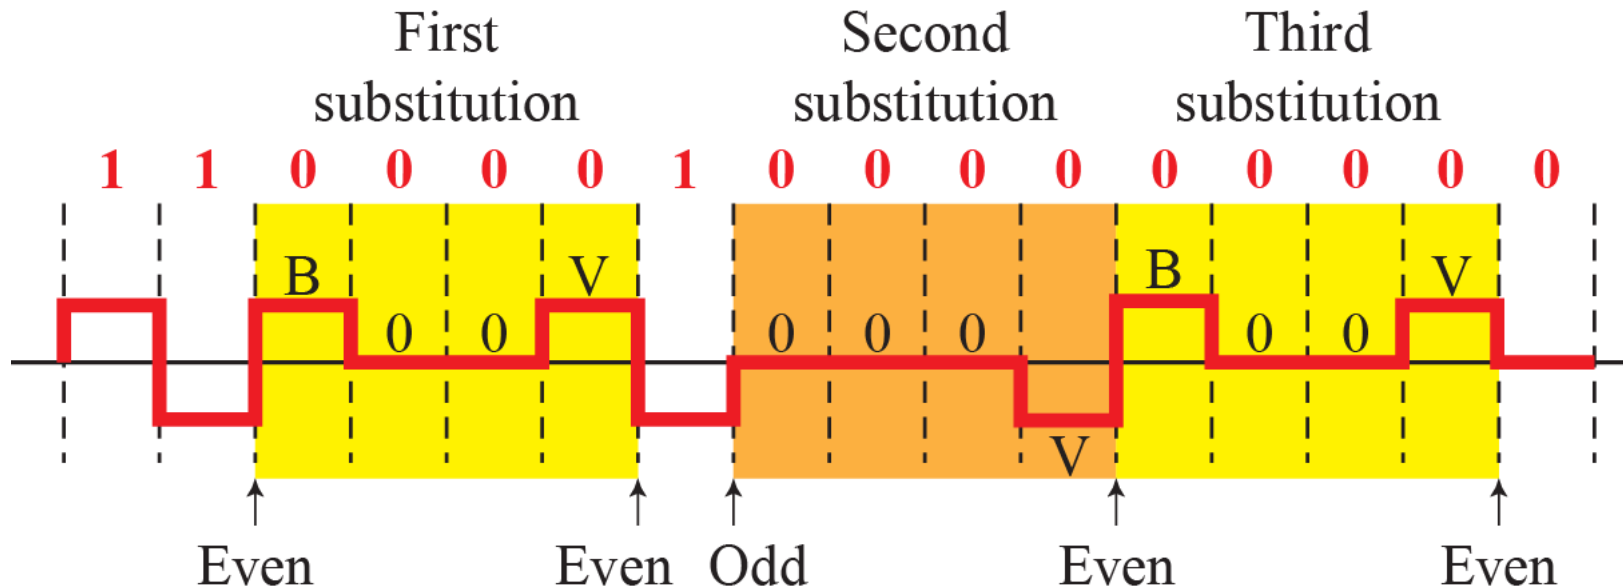 First Second Third
substitution substitution substitution
1 1 0 0 0 0 1 0 0 0 0 0 0 0 0 0
B V B V
0 0 0 0 0 0 0
V
Even Even Odd Even Even